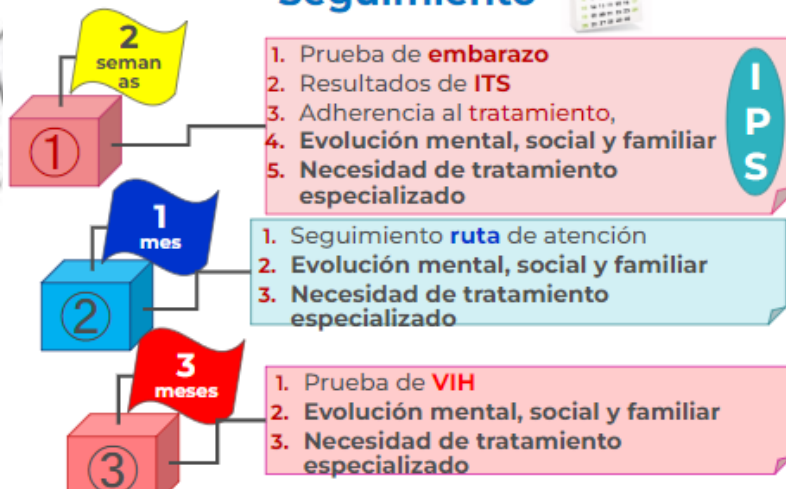 Seguimiento
2
seman
as
①
1. Prueba de embarazo
2. Resultados de ITS
3. Adherencia al tratamiento,
4. Evolución mental, social y familiar
5. Necesidad de tratamiento
especializado
I
P
S
1
mes
②
1. Seguimiento ruta de atención
2. Evolución mental, social y familiar
3. Necesidad de tratamiento
especializado
3
meses
③
1. Prueba de VIH
2. Evolución mental, social y familiar
3. Necesidad de tratamiento
especializado